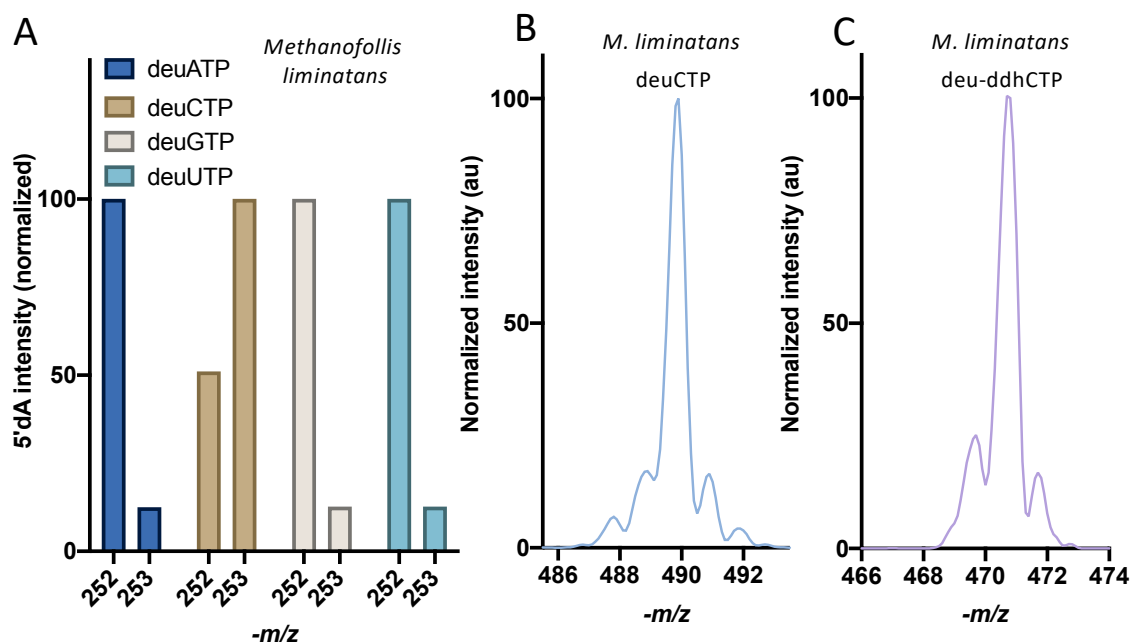 A
Methanofollis
liminatans
deuATP
deuCTP
deuGTP
deuUTP
5'dA intensity (normalized)
100
50
0
252
253
252
253
252
253
252
253
-m/z
B
M. liminatans
deuCTP
Normalized intensity (au)
100
50
0
486
488
490
492
-m/z
C
M. liminatans
deu-ddhCTP
Normalized intensity (au)
100
50
0
466
468
470
472
474
-m/z